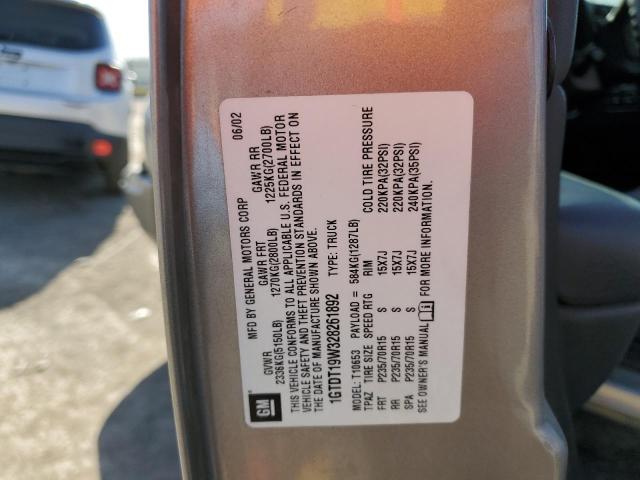 GM
MFD BY GENERAL MOTORS CORP 06/02
GVWR GAWR FRT GAWR RR
2336KG(5150LB) 1270KG(2800LB) 1225KG(2700LB)
THIS VEHICLE CONFORMS TO ALL APPLICABLE U.S. FEDERAL MOTOR
VEHICLE SAFETY AND THEFT PREVENTION STANDARDS IN EFFECT ON
THE DATE OF MANUFACTURE SHOWN ABOVE.
1GTDT19W328261892 TYPE: TRUCK
MODEL: T10653 PAYLOAD = 584KG(1287LB)
TPAZ TIRE SIZE SPEED RTG RIM COLD TIRE PRESSURE
FRT P235/70R15 S 15X7J 220KPA(32PSI)
RR P235/70R15 S 15X7J 220KPA(32PSI)
SPA P235/70R15 S 15X7J 240KPA(35PSI)
SEE OWNER'S MANUAL FOR MORE INFORMATION.